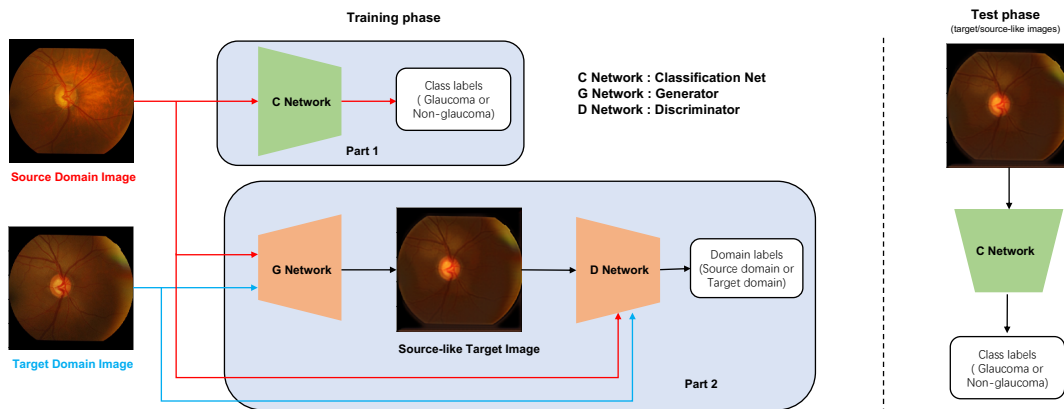 Training phase
Source Domain Image
C Network
Class labels
( Glaucoma or
Non-glaucoma)
Part 1
C Network : Classification Net
G Network : Generator
D Network : Discriminator
Target Domain Image
G Network
Source-like Target Image
D Network
Domain labels
(Source domain or
Target domain)
Part 2
Test phase
(target/source-like images)
C Network
Class labels
( Glaucoma or
Non-glaucoma)